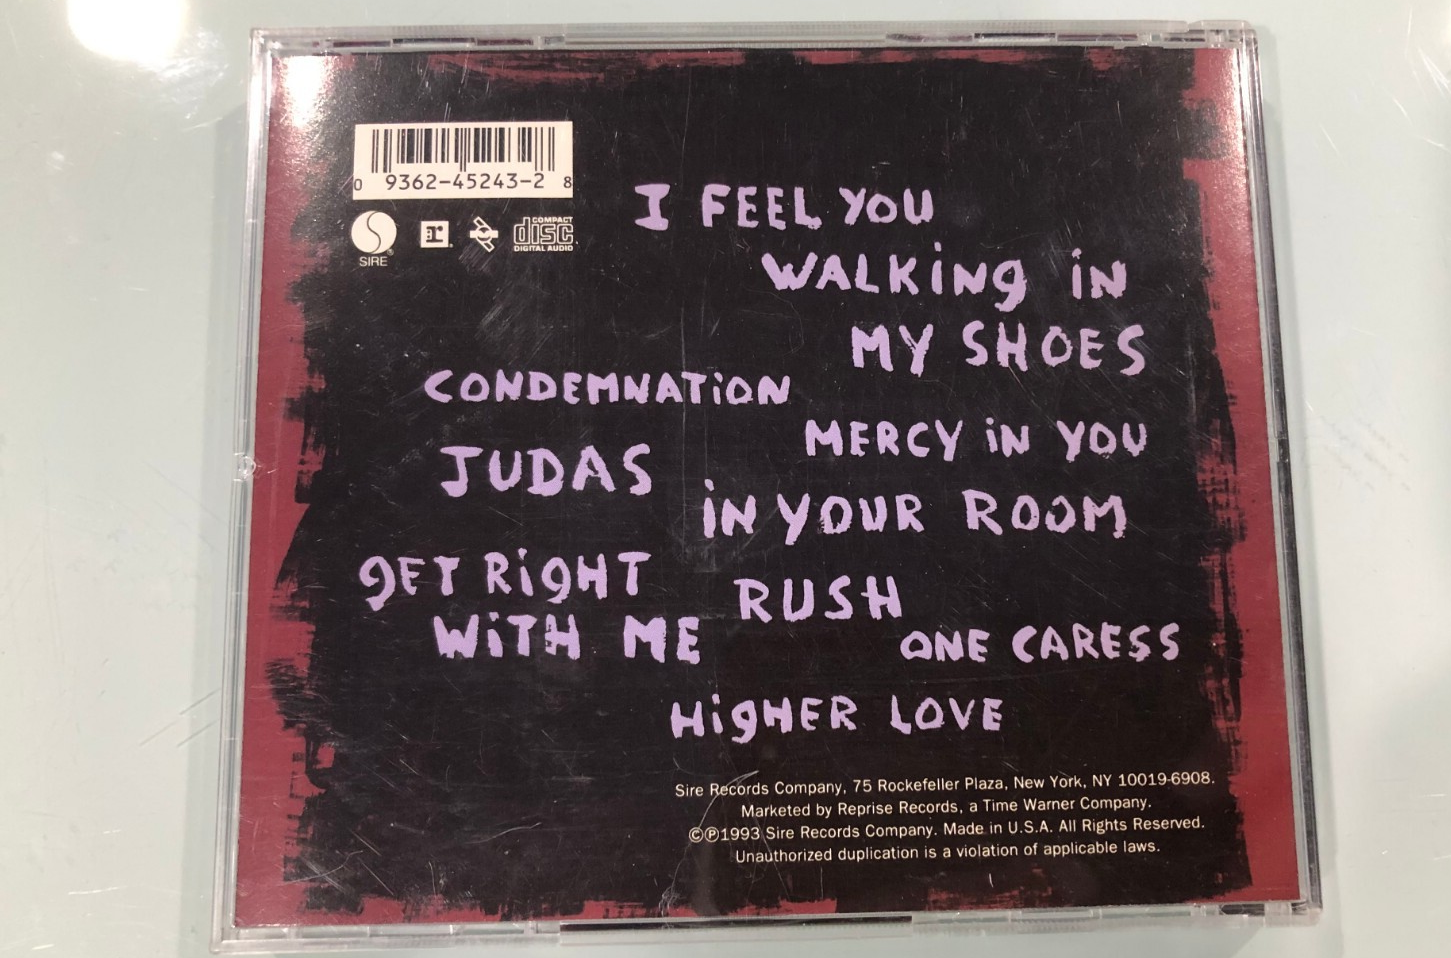 0 9362-45243-2 8
SIRE®
r®
COMPACT
disc
DIGITAL AUDIO
I FEEL YOU
WALKiNg iN
MY SHOES
CONDEMNATiON
MERCY iN YOU
JUDAS
iN YOUR ROOM
gET RigHT
WiTH ME
RUSH
ONE CARESS
HigHER LOVE
Sire Records Company, 75 Rockefeller Plaza, New York, NY 10019-6908.
Marketed by Reprise Records, a Time Warner Company.
©℗1993 Sire Records Company. Made in U.S.A. All Rights Reserved.
Unauthorized duplication is a violation of applicable laws.